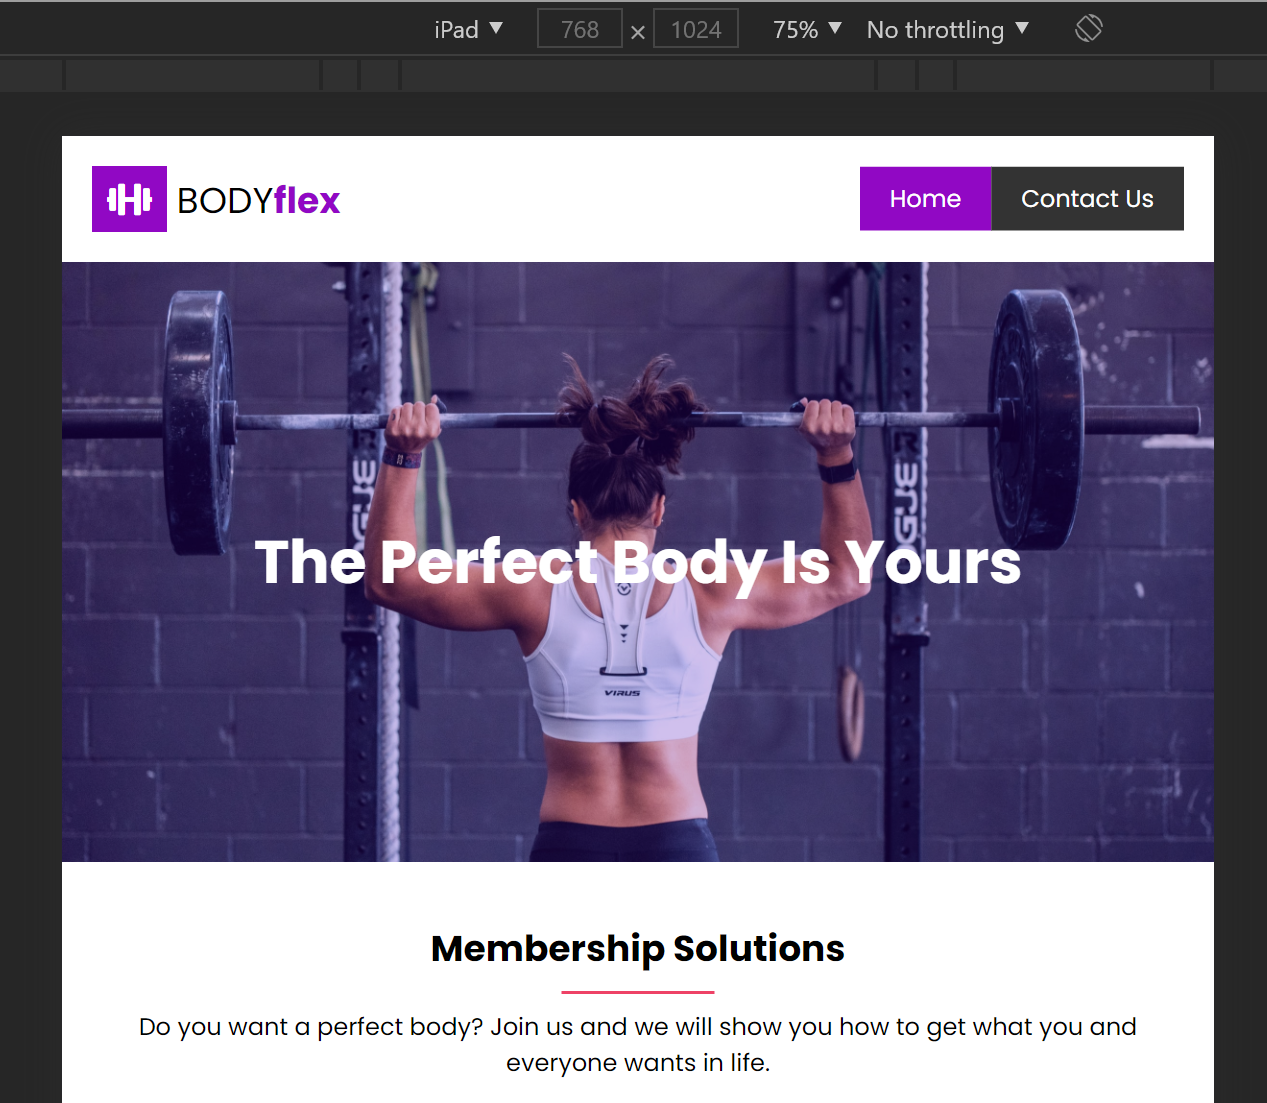 iPad 768 × 1024 75% No throttling
BODYflex Home Contact Us
The Perfect Body Is Yours
VIRUS
Membership Solutions
Do you want a perfect body? Join us and we will show you how to get what you and
everyone wants in life.